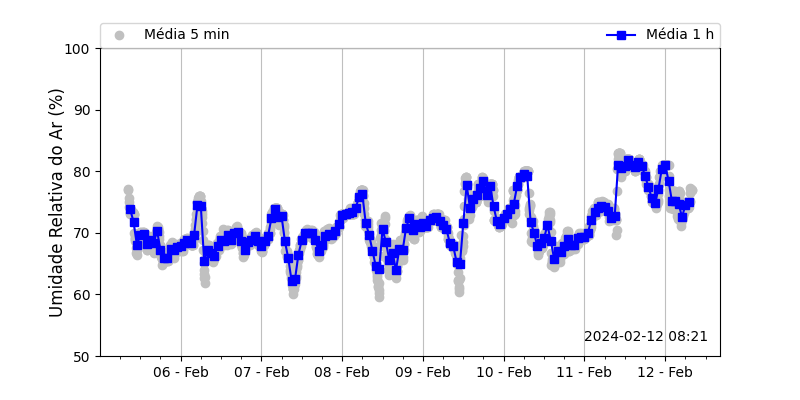 Média 5 min
Média 1 h
Umidade Relativa do Ar (%)
100
90
80
70
60
50
2024-02-12 08:21
06 - Feb
07 - Feb
08 - Feb
09 - Feb
10 - Feb
11 - Feb
12 - Feb